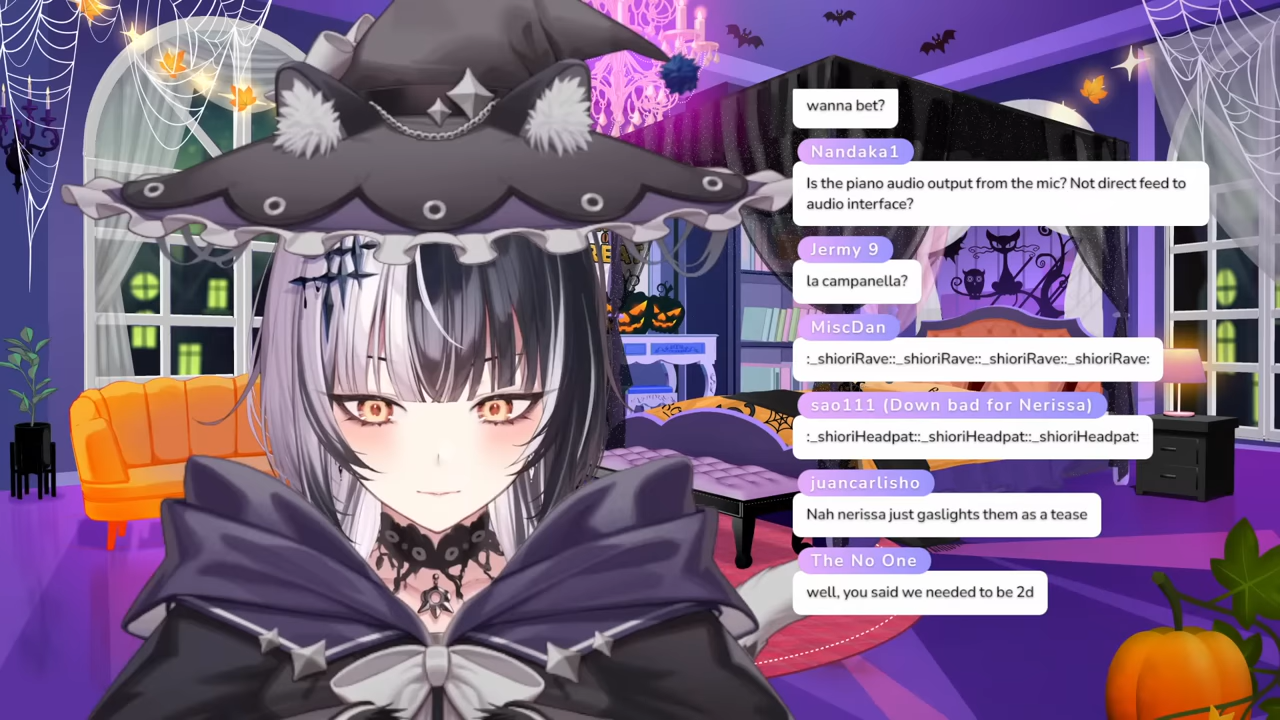 wanna bet?
Nandaka1
Is the piano audio output from the mic? Not direct feed to
audio interface?
Jermy 9
la campanella?
MiscDan
:_shioriRave::_shioriRave::_shioriRave::_shioriRave:
sao111 (Down bad for Nerissa)
:_shioriHeadpat::_shioriHeadpat::_shioriHeadpat:
juancarlisho
Nah nerissa just gaslights them as a tease
The No One
well, you said we needed to be 2d